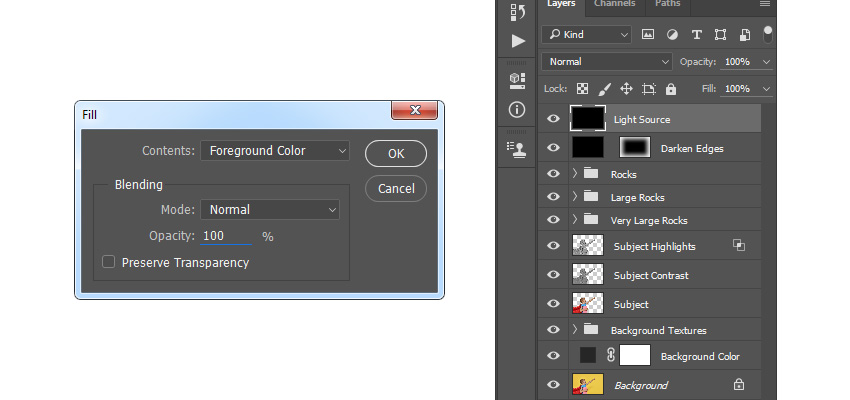 Fill
Contents: Foreground Color
OK
Blending
Cancel
Mode: Normal
Opacity: 100 %
Preserve Transparency
Layers Channels Paths
Kind
Normal Opacity: 100%
Lock: Fill: 100%
Light Source
Darken Edges
Rocks
Large Rocks
Very Large Rocks
Subject Highlights
Subject Contrast
Subject
Background Textures
Background Color
Background